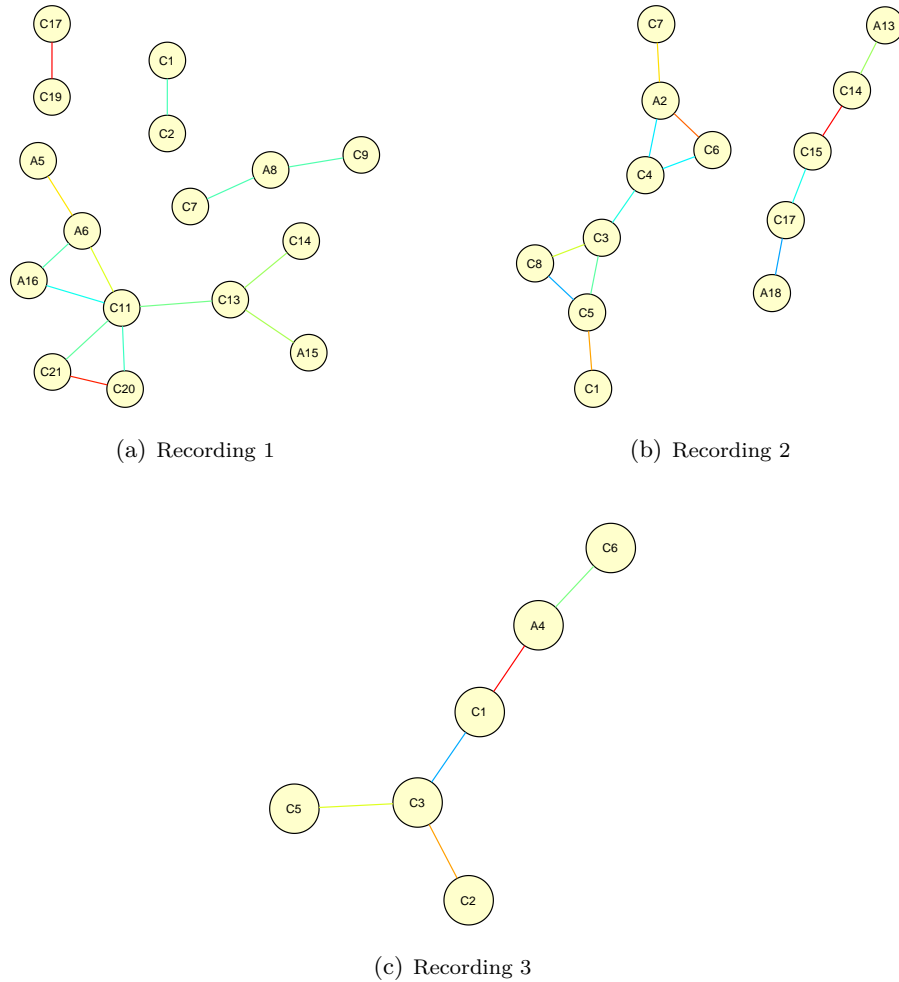 C17
C19
C1
C2
A5
A8
C9
C7
A6
A16
C11
C13
C14
A15
C21
C20
(a) Recording 1
C7
A2
C6
C4
C3
C8
C5
C1
A13
C14
C15
C17
A18
(b) Recording 2
C6
A4
C1
C3
C5
C2
(c) Recording 3